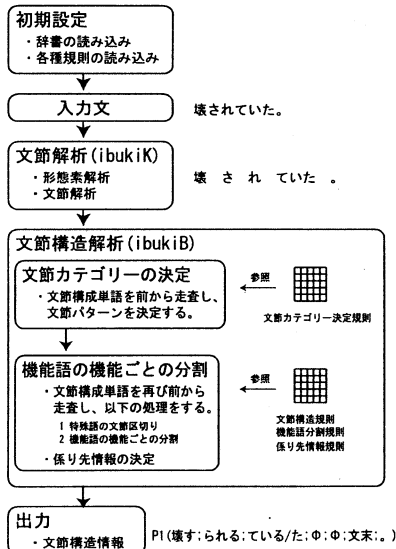 初期設定
・辞書の読み込み
・各種規則の読み込み
入力文
壊されていた。
文節解析(ibukiK)
・形態素解析
・文節解析
壊 さ れ ていた 。
文節構造解析(ibukiB)
文節カテゴリーの決定
・文節構成単語を前から走査し、
文節パターンを決定する。
参照
文節カテゴリー決定規則
機能語の機能ごとの分割
・文節構成単語を再び前から
走査し、以下の処理をする。
1 特殊語の文節区切り
2 機能語の機能ごとの分割
・係り先情報の決定
参照
文節構造規則
機能語分割規則
係り先情報規則
出力
・文節構造情報
P1(壊す;られる;ている/た;Φ;Φ;文末;。)